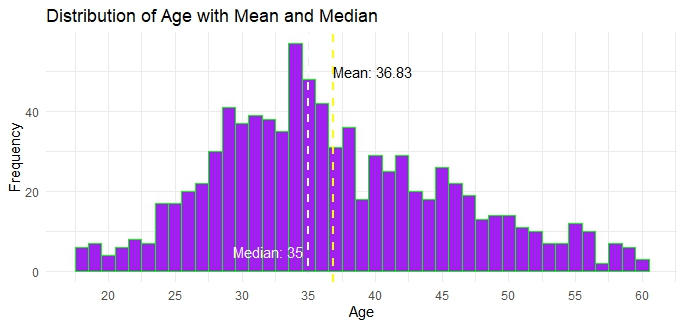 Distribution of Age with Mean and Median
Mean: 36.83
Median: 35
Frequency
40
20
0
20 25 30 35 40 45 50 55 60
Age